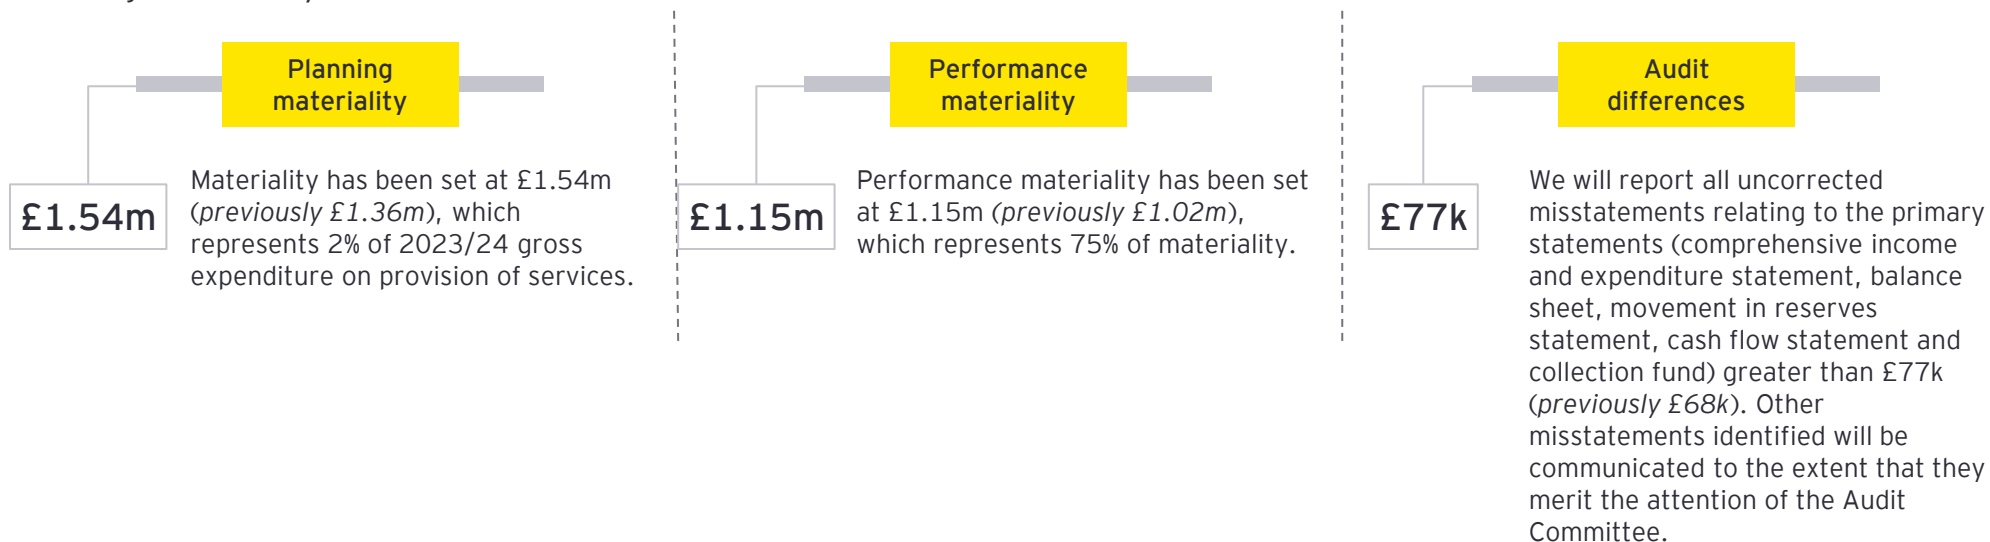 Planning
materiality
£1.54m
Materiality has been set at £1.54m
(previously £1.36m), which
represents 2% of 2023/24 gross
expenditure on provision of services.
Performance
materiality
£1.15m
Performance materiality has been set
at £1.15m (previously £1.02m),
which represents 75% of materiality.
Audit
differences
£77k
We will report all uncorrected
misstatements relating to the primary
statements (comprehensive income
and expenditure statement, balance
sheet, movement in reserves
statement, cash flow statement and
collection fund) greater than £77k
(previously £68k). Other
misstatements identified will be
communicated to the extent that they
merit the attention of the Audit
Committee.